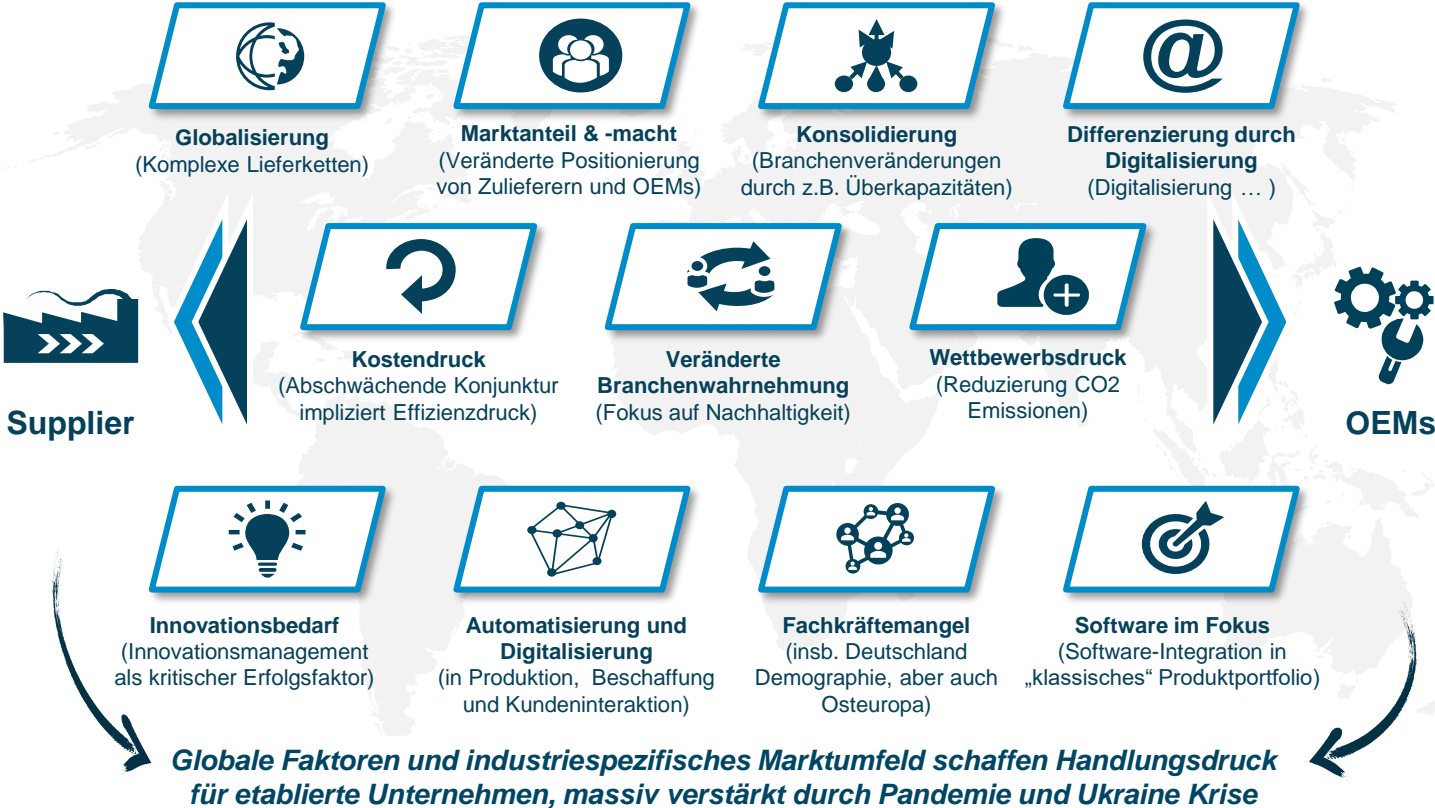 @
Globalisierung
(Komplexe Lieferketten)
Marktanteil & -macht
(Veränderte Positionierung
von Zulieferern und OEMs)
Konsolidierung
(Branchenveränderungen
durch z.B. Überkapazitäten)
Differenzierung durch
Digitalisierung
(Digitalisierung … )
Supplier
Kostendruck
(Abschwächende Konjunktur
impliziert Effizienzdruck)
Veränderte
Branchenwahrnehmung
(Fokus auf Nachhaltigkeit)
Wettbewerbsdruck
(Reduzierung CO2
Emissionen)
OEMs
Innovationsbedarf
(Innovationsmanagement
als kritischer Erfolgsfaktor)
Automatisierung und
Digitalisierung
(in Produktion, Beschaffung
und Kundeninteraktion)
Fachkräftemangel
(insb. Deutschland
Demographie, aber auch
Osteuropa)
Software im Fokus
(Software-Integration in
„klassisches“ Produktportfolio)
Globale Faktoren und industriespezifisches Marktumfeld schaffen Handlungsdruck
für etablierte Unternehmen, massiv verstärkt durch Pandemie und Ukraine Krise